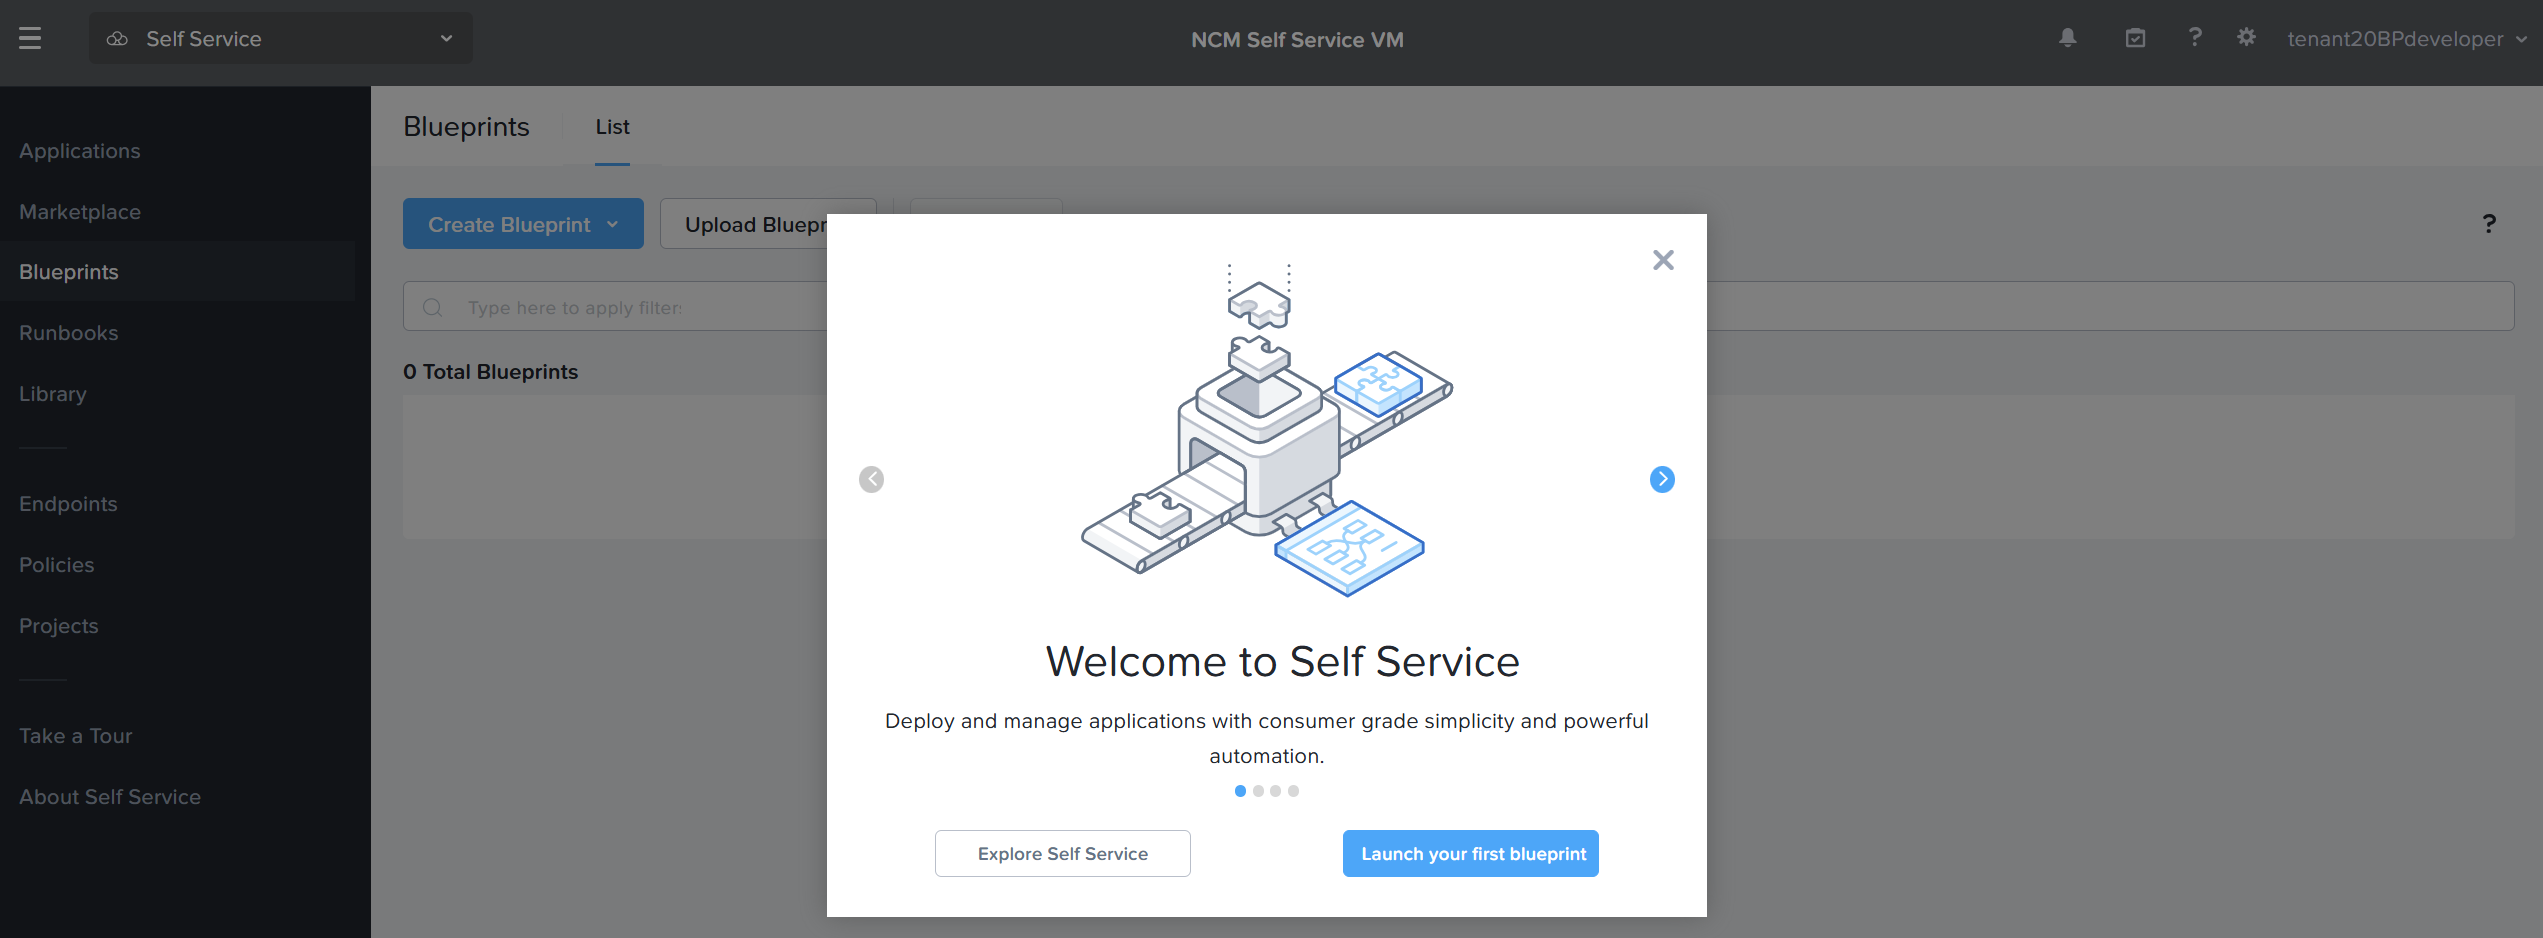 Self Service
NCM Self Service VM
?
tenant20BPdeveloper
Applications
Marketplace
Blueprints
Runbooks
Library
Endpoints
Policies
Projects
Take a Tour
About Self Service
Blueprints
List
Create Blueprint
Upload Bluepr
?
Type here to apply filters
0 Total Blueprints
Welcome to Self Service
Deploy and manage applications with consumer grade simplicity and powerful
automation.
Explore Self Service
Launch your first blueprint